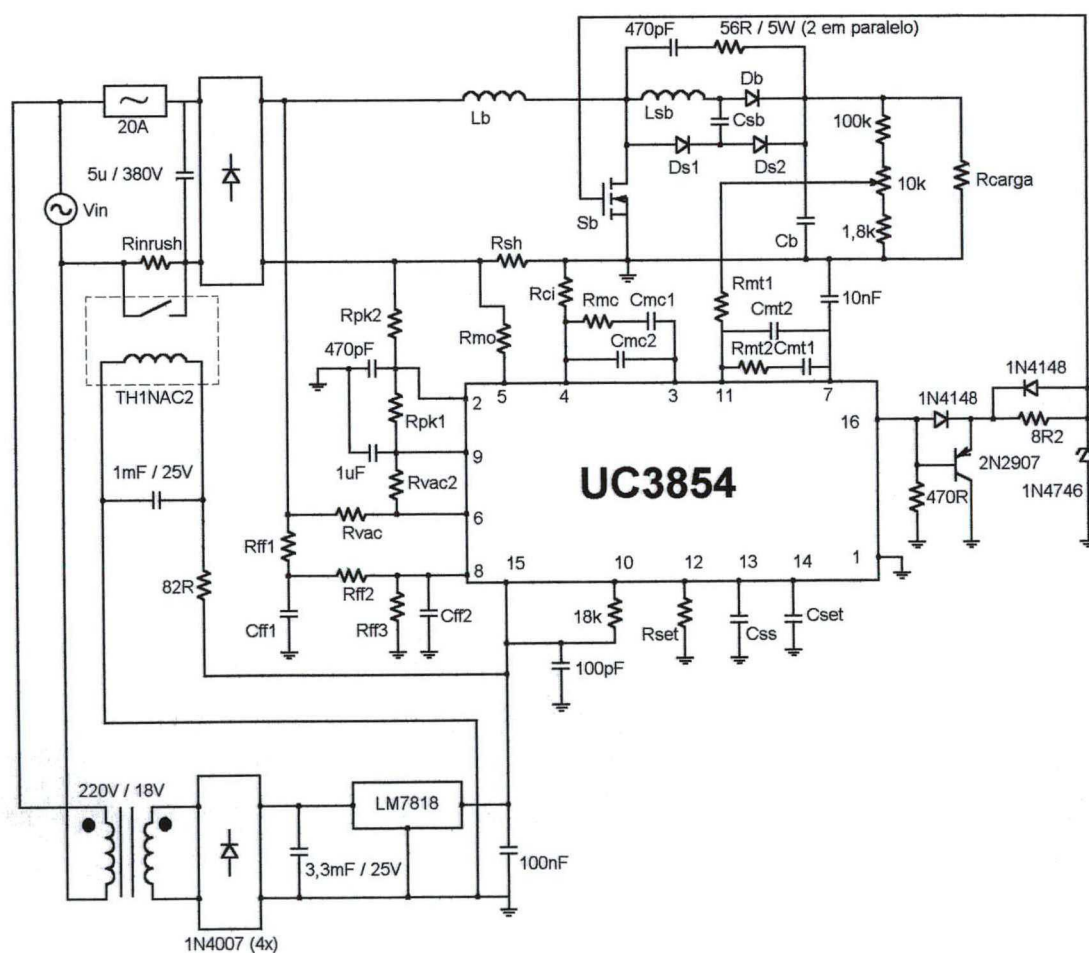 470pF
56R / 5W (2 em paralelo)
20A
Lb
Lsb
Db
Csb
Ds1
Ds2
100k
10k
1,8k
Rcarga
5u / 380V
Vin
Sb
Cb
Rinrush
Rsh
Rpk2
Rmo
Rci
Rmc
Cmc1
Cmc2
Rmt1
Cmt2
Rmt2
Cmt1
10nF
TH1NAC2
470pF
5
4
3
11
7
2
Rpk1
9
1uF
Rvac2
6
Rvac
8
UC3854
16
1N4148
1N4148
8R2
2N2907
1N4746
470R
1
1mF / 25V
82R
Rff1
Rff2
Cff1
Rff3
Cff2
15
10
12
13
14
18k
100pF
Rset
Css
Cset
220V / 18V
LM7818
3,3mF / 25V
100nF
1N4007 (4x)